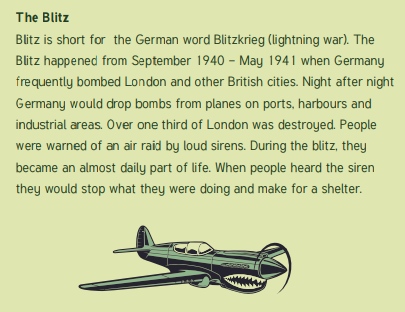 The Blitz
Blitz is short for the German word Blitzkrieg (lightning war). The
Blitz happened from September 1940 – May 1941 when Germany
frequently bombed London and other British cities. Night after night
Germany would drop bombs from planes on ports, harbours and
industrial areas. Over one third of London was destroyed. People
were warned of an air raid by loud sirens. During the blitz, they
became an almost daily part of life. When people heard the siren
they would stop what they were doing and make for a shelter.